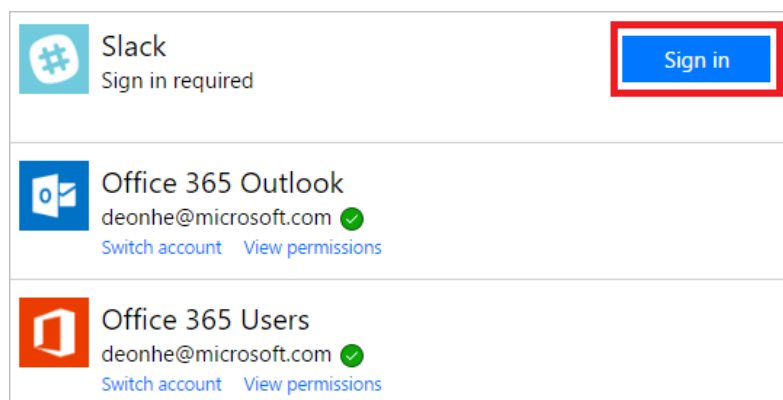 Slack
Sign in required
Sign in
Office 365 Outlook
deonhe@microsoft.com
Switch account View permissions
Office 365 Users
deonhe@microsoft.com
Switch account View permissions